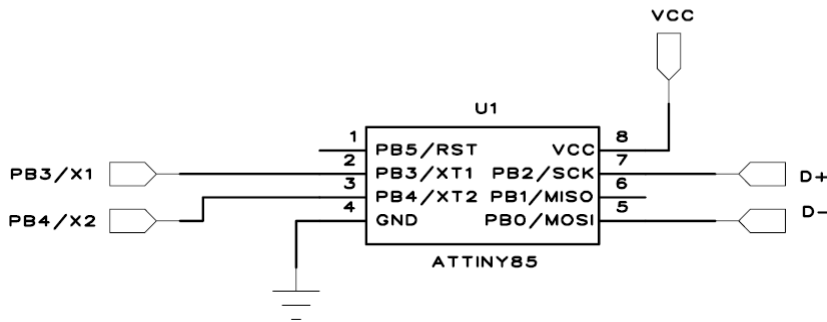 VCC
U1
1 PB5/RST VCC 8
PB3/X1 2 PB3/XT1 PB2/SCK 7 D+
3 PB4/XT2 PB1/MISO 6
PB4/X2 4 GND PB0/MOSI 5 D-
ATTINY85